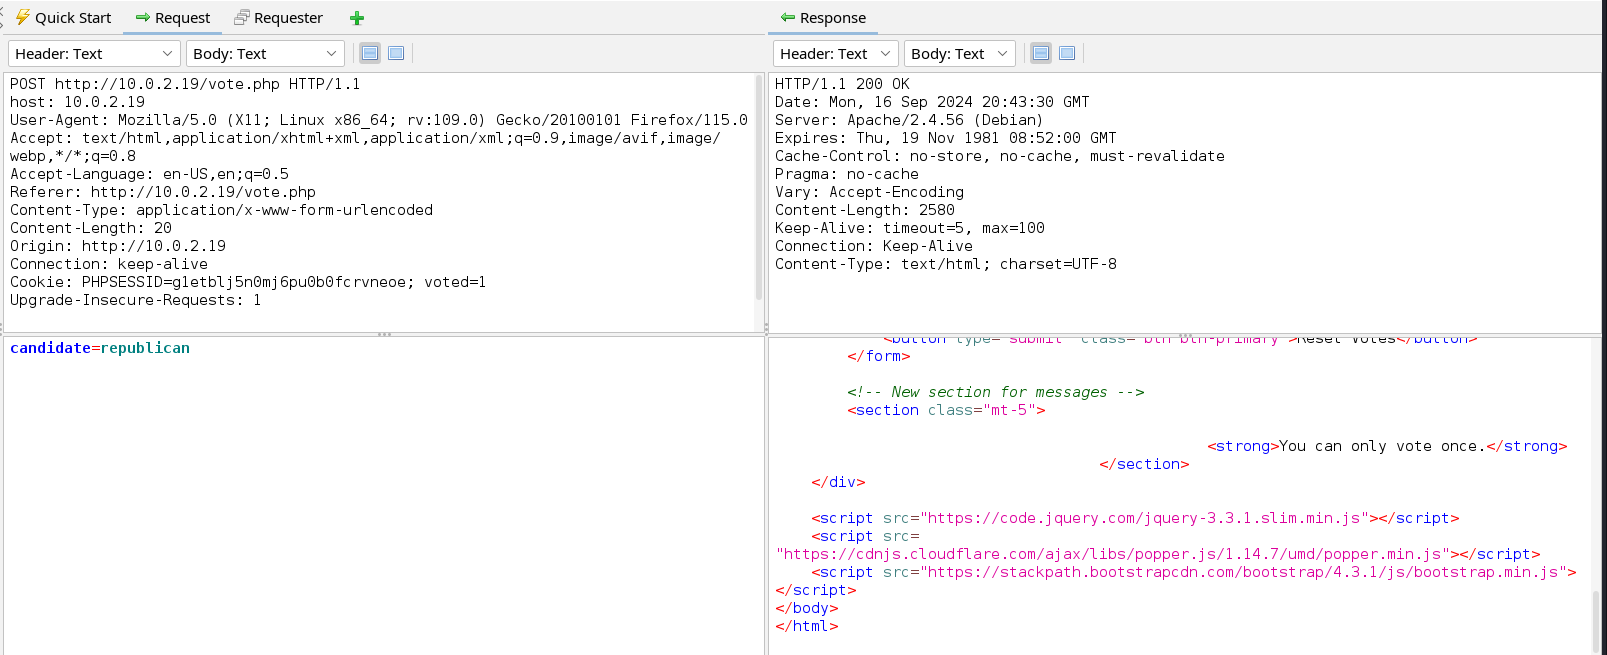 Quick Start
Request
Requester
Header: Text
Body: Text
POST http://10.0.2.19/vote.php HTTP/1.1
host: 10.0.2.19
User-Agent: Mozilla/5.0 (X11; Linux x86_64; rv:109.0) Gecko/20100101 Firefox/115.0
Accept: text/html,application/xhtml+xml,application/xml;q=0.9,image/avif,image/
webp,*/*;q=0.8
Accept-Language: en-US,en;q=0.5
Referer: http://10.0.2.19/vote.php
Content-Type: application/x-www-form-urlencoded
Content-Length: 20
Origin: http://10.0.2.19
Connection: keep-alive
Cookie: PHPSESSID=g1etblj5n0mj6pu0b0fcrvneoe; voted=1
Upgrade-Insecure-Requests: 1
candidate=republican
Response
Header: Text
Body: Text
HTTP/1.1 200 OK
Date: Mon, 16 Sep 2024 20:43:30 GMT
Server: Apache/2.4.56 (Debian)
Expires: Thu, 19 Nov 1981 08:52:00 GMT
Cache-Control: no-store, no-cache, must-revalidate
Pragma: no-cache
Vary: Accept-Encoding
Content-Length: 2580
Keep-Alive: timeout=5, max=100
Connection: Keep-Alive
Content-Type: text/html; charset=UTF-8
<button type="submit" class="btn btn-primary">Reset Votes</button>
</form>
<!-- New section for messages -->
<section class="mt-5">
<strong>You can only vote once.</strong>
</section>
</div>
<script src="https://code.jquery.com/jquery-3.3.1.slim.min.js"></script>
<script src=
"https://cdnjs.cloudflare.com/ajax/libs/popper.js/1.14.7/umd/popper.min.js"></script>
<script src="https://stackpath.bootstrapcdn.com/bootstrap/4.3.1/js/bootstrap.min.js">
</script>
</body>
</html>